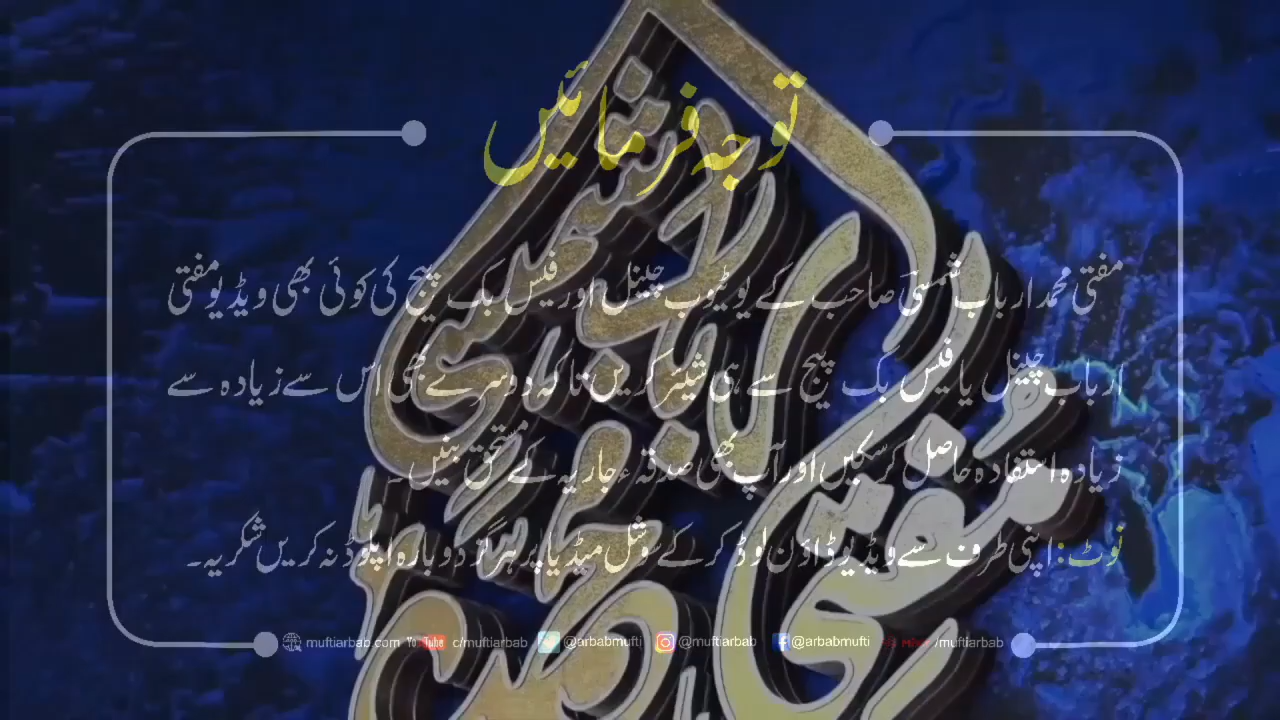 توجہ فرمائیں
مفتی محمد ارباب شمسی صاحب کے یوٹیوب چینل اور فیس بک پیج کی کوئی بھی ویڈیو مفتی
ارباب چینل یا فیس بک پیج سے ہی شیئر کریں تاکہ دوسرے بھی اس سے زیادہ سے
زیادہ استفادہ حاصل کرسکیں اور آپ بھی صدقہء جاریہ کے مستحق بنیں۔
نوٹ: اپنی طرف سے ویڈیو ڈاؤن لوڈ کرکے سوشل میڈیا پر ہرگز دوبارہ اپلوڈ نہ کریں شکریہ۔
muftiarbab.com YouTube c/muftiarbab @arbabmufti @muftiarbab @arbabmufti /muftiarbab